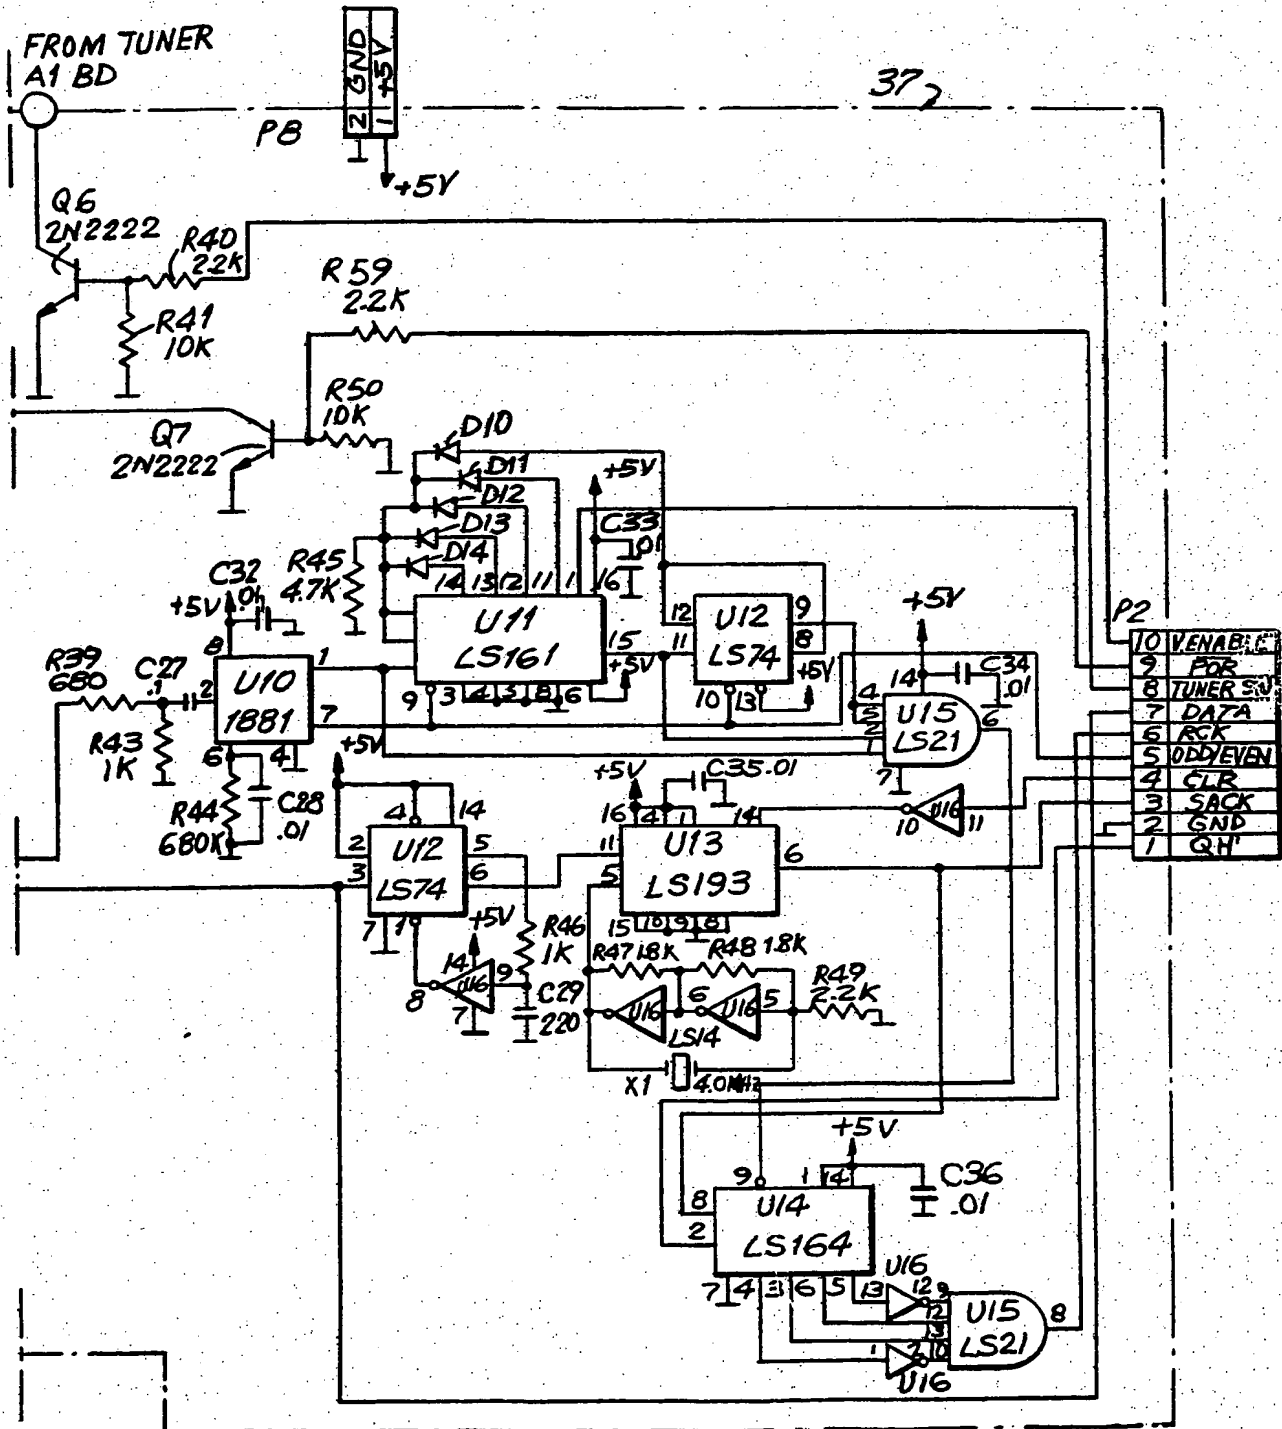 FROM TUNER
A1 BD
P8
2 GND
1 +5V
+5V
37
Q6
2N2222
R40
2.2K
R41
10K
R59
2.2K
R50
10K
Q7
2N2222
D10
D11
D12
D13
D14
+5V
C33
.01
R45
4.7K
C32
.01
+5V
14 13 12 11 1 16
U11
LS161
15
+5V
9 3 4 5 8 6
12
11
U12
LS74
9
8
+5V
10 13
+5V
C34
.01
14
4
5
2
1
U15
LS21
6
7
P2
10 V.ENABLE
9 POR
8 TUNER SW
7 DATA
6 RCK
5 ODD/EVEN
4 CLR
3 SACK
2 GND
1 QH'
R39
680
C27
.1
2
8
U10
1881
1
7
6 4
R43
1K
R44
680K
C28
.01
+5V
4 14
2
3
U12
LS74
5
6
7 1
+5V
14
8 U16 9
7
R46
1K
C29
220
+5V
C35 .01
16 4 1 14
11
5
U13
LS193
6
15 10 9 8
10 U16 11
R47 1.8K
R48 1.8K
R49
2.2K
U16 6 U16 5
LS14
X1
4.0MHz
+5V
C36
.01
9 1 14
8
2
U14
LS164
7 4 3 6 5 13
U16
12 9
12
13
10
U15
LS21
8
1 2
U16